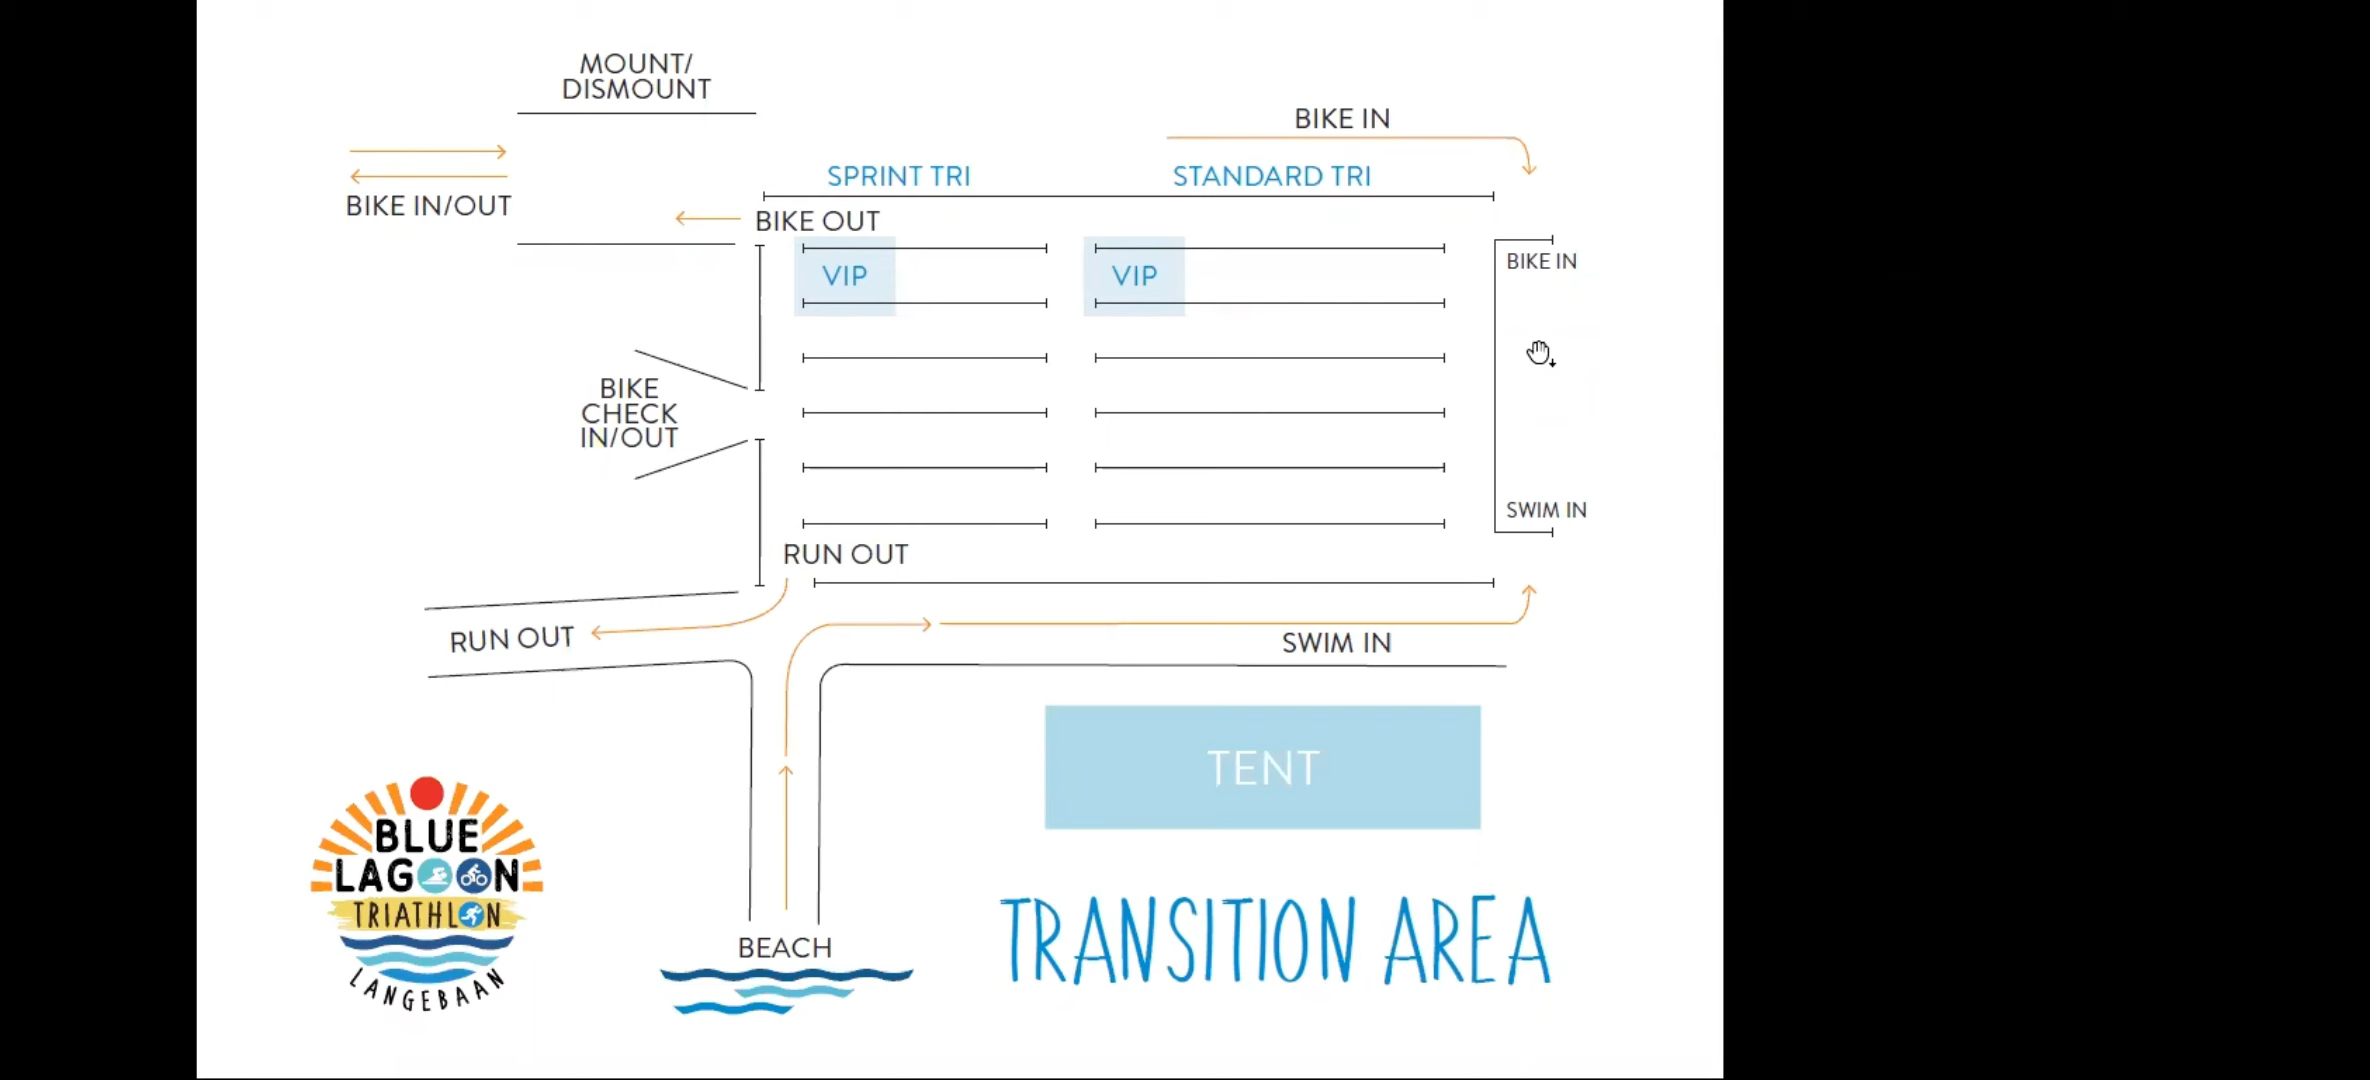 MOUNT/
DISMOUNT
BIKE IN
SPRINT TRI
STANDARD TRI
BIKE IN/OUT
BIKE OUT
VIP
VIP
BIKE IN
BIKE
CHECK
IN/OUT
SWIM IN
RUN OUT
RUN OUT
SWIM IN
TENT
BLUE
LAGOON
TRIATHLON
LANGEBAAN
BEACH
TRANSITION AREA